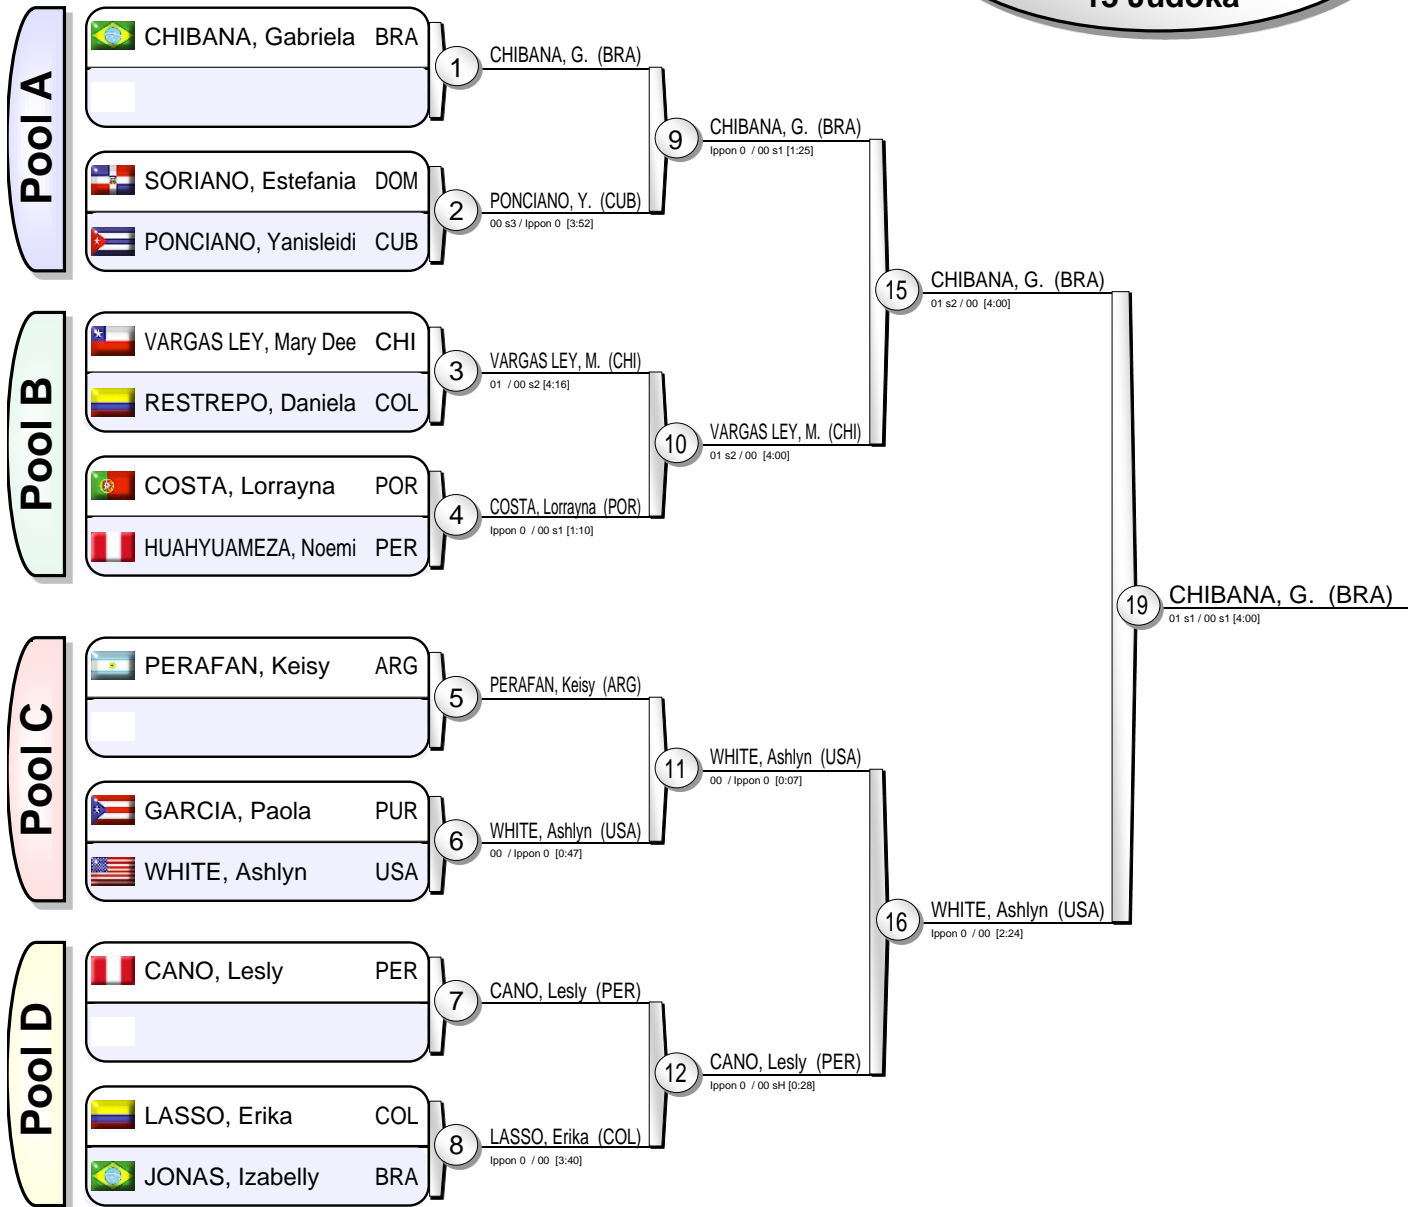 13 Judoka
Pool A
CHIBANA, Gabriela BRA
SORIANO, Estefania DOM
PONCIANO, Yanisleidi CUB
Pool B
VARGAS LEY, Mary Dee CHI
RESTREPO, Daniela COL
COSTA, Lorrayna POR
HUAHYUAMEZA, Noemi PER
Pool C
PERAFAN, Keisy ARG
GARCIA, Paola PUR
WHITE, Ashlyn USA
Pool D
CANO, Lesly PER
LASSO, Erika COL
JONAS, Izabelly BRA
1
CHIBANA, G. (BRA)
2
PONCIANO, Y. (CUB)
00 s3 / Ippon 0 [3:52]
3
VARGAS LEY, M. (CHI)
01 / 00 s2 [4:16]
4
COSTA, Lorrayna (POR)
Ippon 0 / 00 s1 [1:10]
5
PERAFAN, Keisy (ARG)
6
WHITE, Ashlyn (USA)
00 / Ippon 0 [0:47]
7
CANO, Lesly (PER)
8
LASSO, Erika (COL)
Ippon 0 / 00 [3:40]
9
CHIBANA, G. (BRA)
Ippon 0 / 00 s1 [1:25]
10
VARGAS LEY, M. (CHI)
01 s2 / 00 [4:00]
11
WHITE, Ashlyn (USA)
00 / Ippon 0 [0:07]
12
CANO, Lesly (PER)
Ippon 0 / 00 sH [0:28]
15
CHIBANA, G. (BRA)
01 s2 / 00 [4:00]
16
WHITE, Ashlyn (USA)
Ippon 0 / 00 [2:24]
19
CHIBANA, G. (BRA)
01 s1 / 00 s1 [4:00]